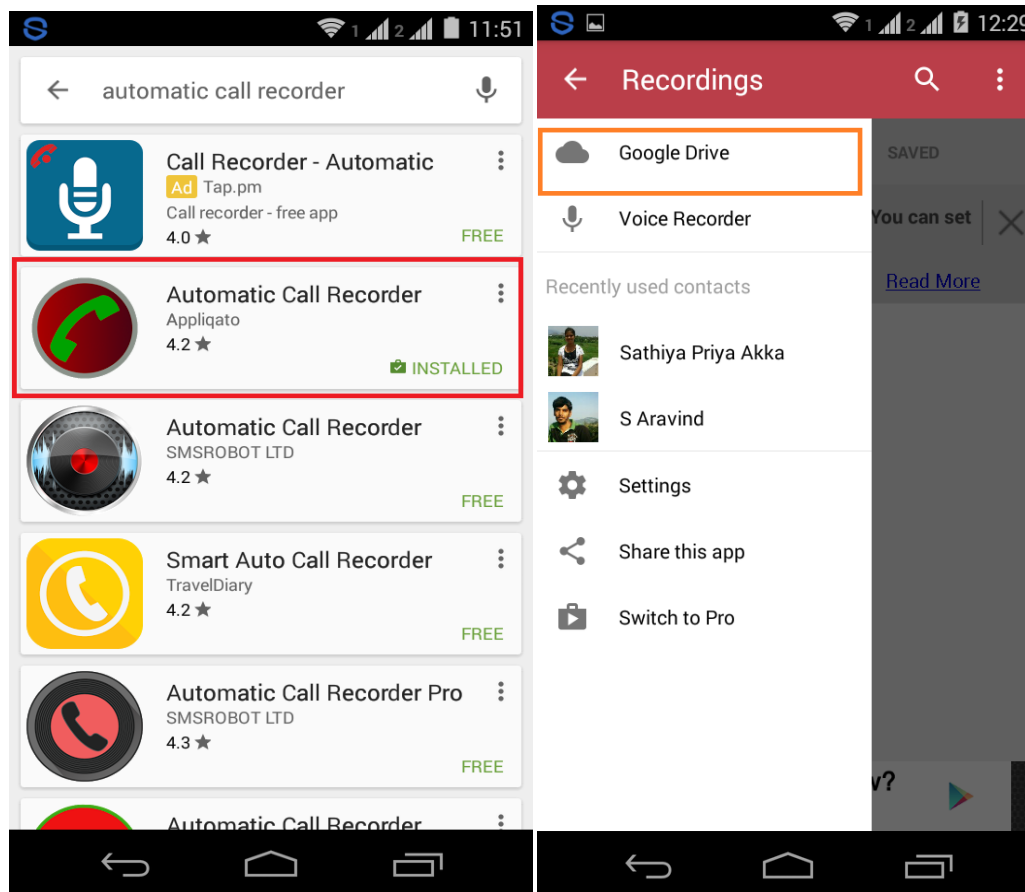 1 2 11:51
automatic call recorder
Call Recorder - Automatic
Ad Tap.pm
Call recorder - free app
4.0
FREE
Automatic Call Recorder
Appliqato
4.2
INSTALLED
Automatic Call Recorder
SMSROBOT LTD
4.2
FREE
Smart Auto Call Recorder
TravelDiary
4.2
FREE
Automatic Call Recorder Pro
SMSROBOT LTD
4.3
FREE
Automatic Call Recorder
1 2 12:29
Recordings
Google Drive
Voice Recorder
Recently used contacts
Sathiya Priya Akka
S Aravind
Settings
Share this app
Switch to Pro
SAVED
You can set
Read More
v?